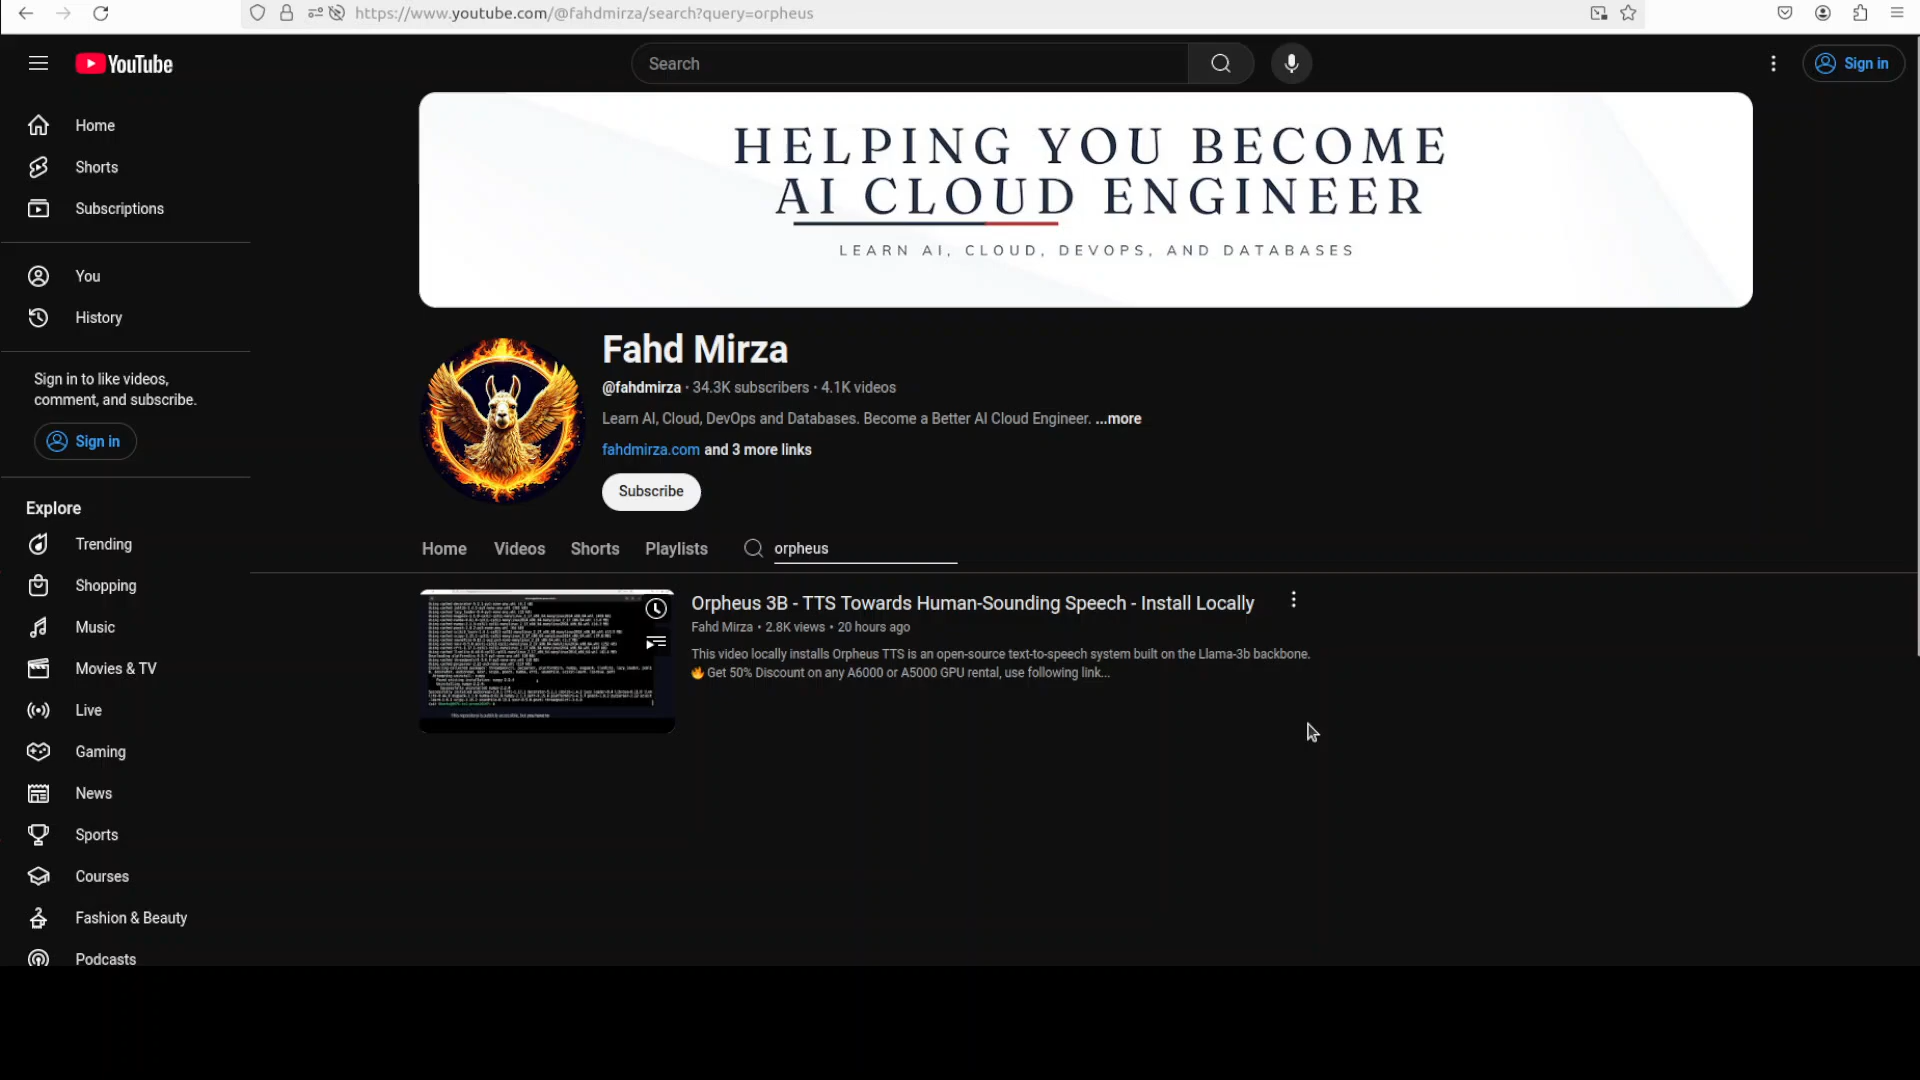 https://www.youtube.com/@fahdmirza/search?query=orpheus
YouTube
Search
Sign in
Home
Shorts
Subscriptions
You
History
Sign in to like videos,
comment, and subscribe.
Sign in
Explore
Trending
Shopping
Music
Movies & TV
Live
Gaming
News
Sports
Courses
Fashion & Beauty
Podcasts
HELPING YOU BECOME
AI CLOUD ENGINEER
LEARN AI, CLOUD, DEVOPS, AND DATABASES
Fahd Mirza
@fahdmirza · 34.3K subscribers · 4.1K videos
Learn AI, Cloud, DevOps and Databases. Become a Better AI Cloud Engineer. ...more
fahdmirza.com and 3 more links
Subscribe
Home Videos Shorts Playlists orpheus
Orpheus 3B - TTS Towards Human-Sounding Speech - Install Locally
Fahd Mirza • 2.8K views • 20 hours ago
This video locally installs Orpheus TTS is an open-source text-to-speech system built on the Llama-3b backbone.
🔥Get 50% Discount on any A6000 or A5000 GPU rental, use following link...